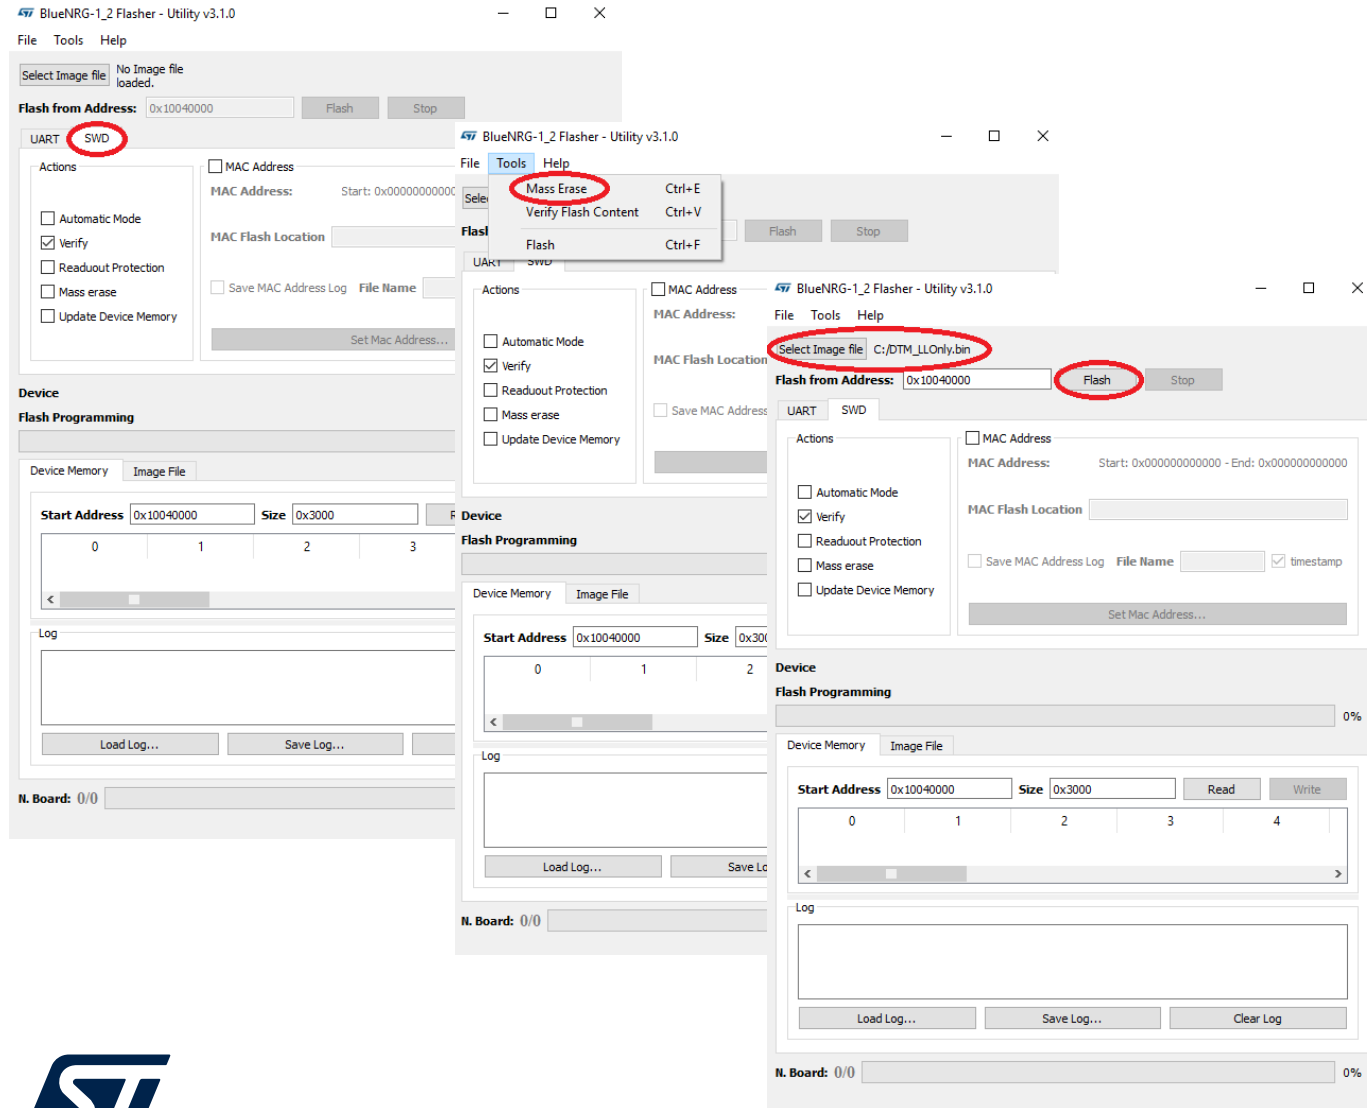 BlueNRG-1_2 Flasher - Utility v3.1.0
File Tools Help
Select Image file No Image file loaded.
Flash from Address: 0x10040000 Flash Stop
UART SWD
Actions
MAC Address
MAC Address: Start: 0x00000000000
Automatic Mode
Verify
MAC Flash Location
Readuout Protection
Mass erase
Save MAC Address Log File Name
Update Device Memory
Set Mac Address...
Device
Flash Programming
Device Memory Image File
Start Address 0x10040000 Size 0x3000
0 1 2 3
Log
Load Log... Save Log...
N. Board: 0/0
BlueNRG-1_2 Flasher - Utility v3.1.0
File Tools Help
Mass Erase Ctrl+E
Verify Flash Content Ctrl+V
Flash Ctrl+F
Flash Stop
UART SWD
Actions
MAC Address
MAC Address:
Automatic Mode
Verify
MAC Flash Location
Readuout Protection
Mass erase
Save MAC Address
Update Device Memory
Device
Flash Programming
Device Memory Image File
Start Address 0x10040000 Size 0x300
0 1 2
Log
Load Log... Save Lo
N. Board: 0/0
BlueNRG-1_2 Flasher - Utility v3.1.0
File Tools Help
Select Image file C:/DTM_LLOnly.bin
Flash from Address: 0x10040000 Flash Stop
UART SWD
Actions
MAC Address
MAC Address: Start: 0x000000000000 - End: 0x000000000000
Automatic Mode
Verify
MAC Flash Location
Readuout Protection
Mass erase
Save MAC Address Log File Name timestamp
Update Device Memory
Set Mac Address...
Device
Flash Programming
0%
Device Memory Image File
Start Address 0x10040000 Size 0x3000 Read Write
0 1 2 3 4
Log
Load Log... Save Log... Clear Log
N. Board: 0/0 0%